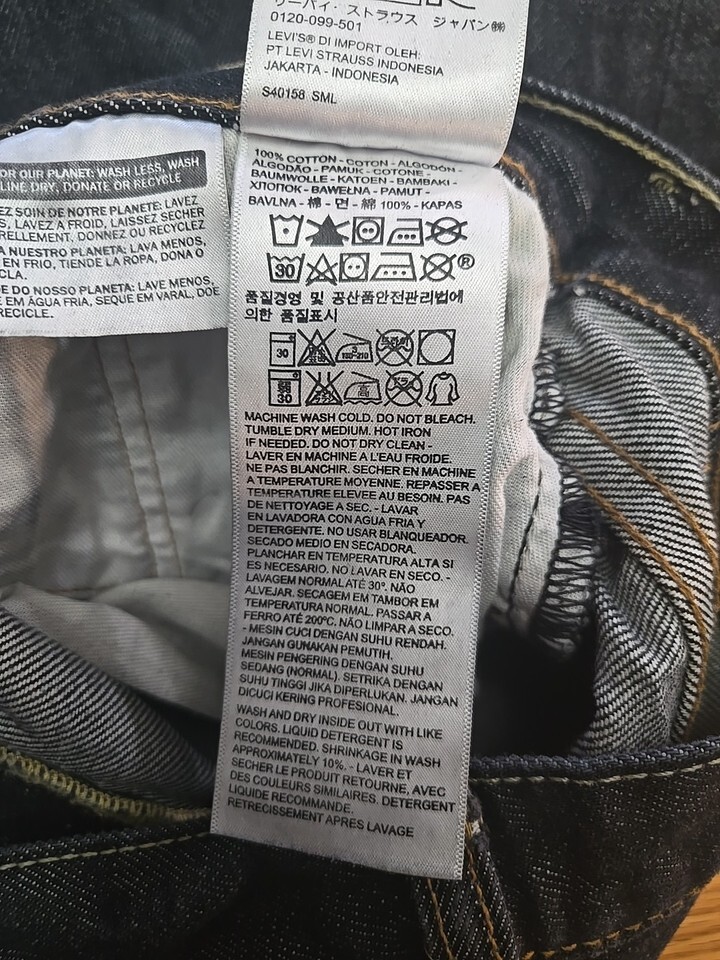 リーバイ・ストラウス ジャパン㈱
0120-099-501
LEVI'S® DI IMPORT OLEH:
PT LEVI STRAUSS INDONESIA
JAKARTA - INDONESIA
S40158 SML
OR OUR PLANET: WASH LESS, WASH
LINE DRY, DONATE OR RECYCLE
EZ SOIN DE NOTRE PLANETE: LAVEZ
S, LAVEZ A FROID, LAISSEZ SECHER
RELLEMENT, DONNEZ OU RECYCLEZ
A NUESTRO PLANETA: LAVA MENOS,
EN FRIO, TIENDE LA ROPA, DONA O
CLA.
E DO NOSSO PLANETA: LAVE MENOS,
EM ÁGUA FRIA, SEQUE EM VARAL, DOE
RECICLE.
100% COTTON - COTON - ALGODÓN -
ALGODÃO - PAMUK - COTONE -
BAUMWOLLE - KATOEN - BAMBAKI -
ХЛОПОК - BAWEŁNA - PAMUT -
BAVLNA - 棉 - 면 - 綿 100% - KAPAS
30 ®
품질경영 및 공산품안전관리법에
의한 품질표시
30 3 180-210 드라이
30
MACHINE WASH COLD. DO NOT BLEACH.
TUMBLE DRY MEDIUM. HOT IRON
IF NEEDED. DO NOT DRY CLEAN -
LAVER EN MACHINE A L'EAU FROIDE.
NE PAS BLANCHIR. SECHER EN MACHINE
A TEMPERATURE MOYENNE. REPASSER A
TEMPERATURE ELEVEE AU BESOIN. PAS
DE NETTOYAGE A SEC. - LAVAR
EN LAVADORA CON AGUA FRIA Y
DETERGENTE. NO USAR BLANQUEADOR.
SECADO MEDIO EN SECADORA.
PLANCHAR EN TEMPERATURA ALTA SI
ES NECESARIO. NO LAVAR EN SECO. -
LAVAGEM NORMAL ATÉ 30º. NÃO
ALVEJAR. SECAGEM EM TAMBOR EM
TEMPERATURA NORMAL. PASSAR A
FERRO ATÉ 200ºC. NÃO LIMPAR A SECO.
- MESIN CUCI DENGAN SUHU RENDAH.
JANGAN GUNAKAN PEMUTIH.
MESIN PENGERING DENGAN SUHU
SEDANG (NORMAL). SETRIKA DENGAN
SUHU TINGGI JIKA DIPERLUKAN. JANGAN
DICUCI KERING PROFESIONAL.
WASH AND DRY INSIDE OUT WITH LIKE
COLORS. LIQUID DETERGENT IS
RECOMMENDED. SHRINKAGE IN WASH
APPROXIMATELY 10%. - LAVER ET
SECHER LE PRODUIT RETOURNE, AVEC
DES COULEURS SIMILAIRES. DETERGENT
LIQUIDE RECOMMANDE.
RETRECISSEMENT APRES LAVAGE